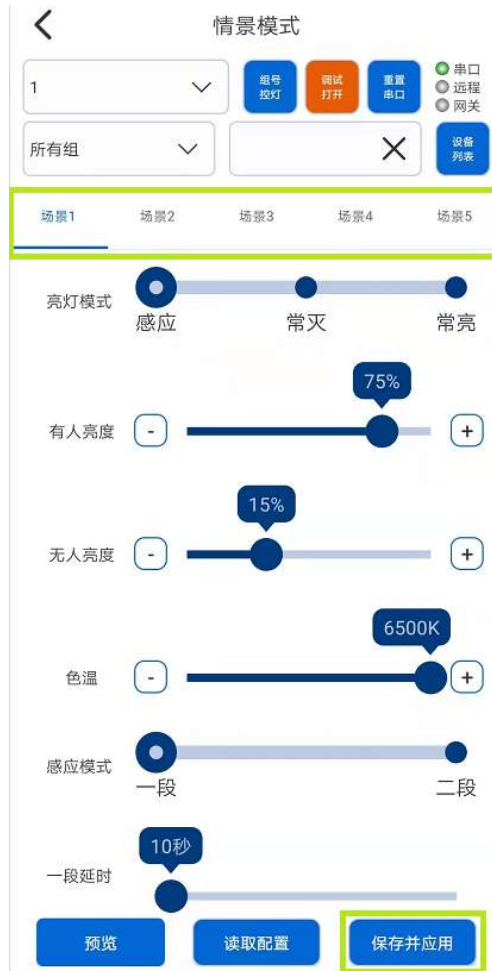 情景模式
1
组号
控灯
调试
打开
重置
串口
串口
远程
网关
所有组
设备
列表
场景1 场景2 场景3 场景4 场景5
亮灯模式
感应 常灭 常亮
75%
有人亮度 - +
15%
无人亮度 - +
6500K
色温 - +
感应模式
一段 二段
10秒
一段延时
预览 读取配置 保存并应用